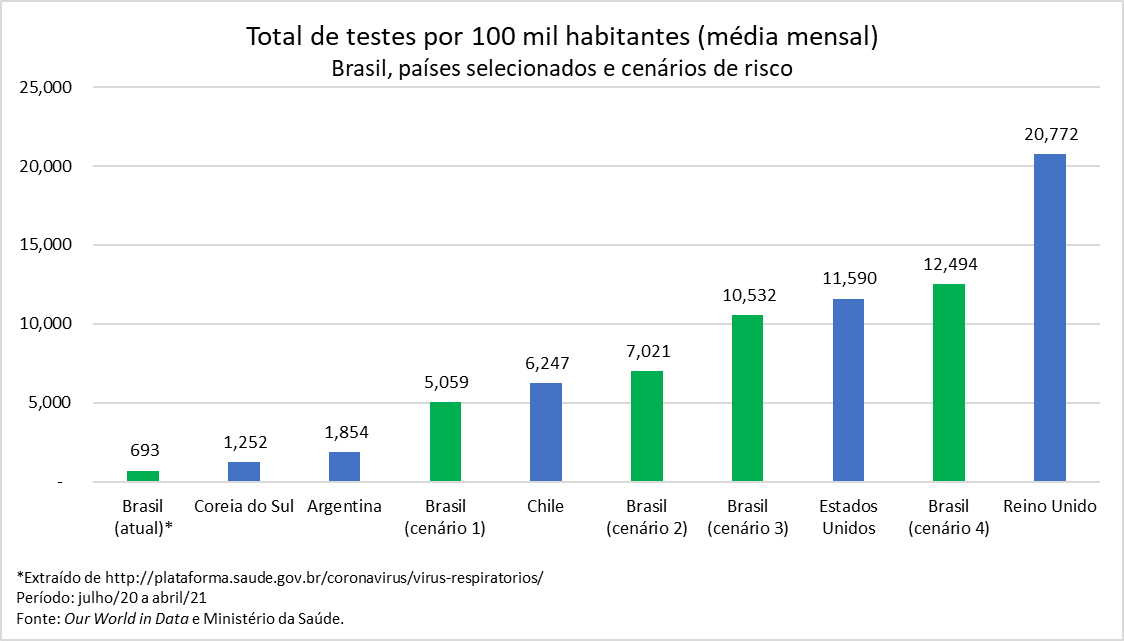 Total de testes por 100 mil habitantes (média mensal)
Brasil, países selecionados e cenários de risco
25,000
20,000
15,000
10,000
5,000
-
693
1,252
1,854
5,059
6,247
7,021
10,532
11,590
12,494
20,772
Brasil
(atual)*
Coreia do Sul
Argentina
Brasil
(cenário 1)
Chile
Brasil
(cenário 2)
Brasil
(cenário 3)
Estados
Unidos
Brasil
(cenário 4)
Reino Unido
*Extraído de http://plataforma.saude.gov.br/coronavirus/virus-respiratorios/
Período: julho/20 a abril/21
Fonte: Our World in Data e Ministério da Saúde.